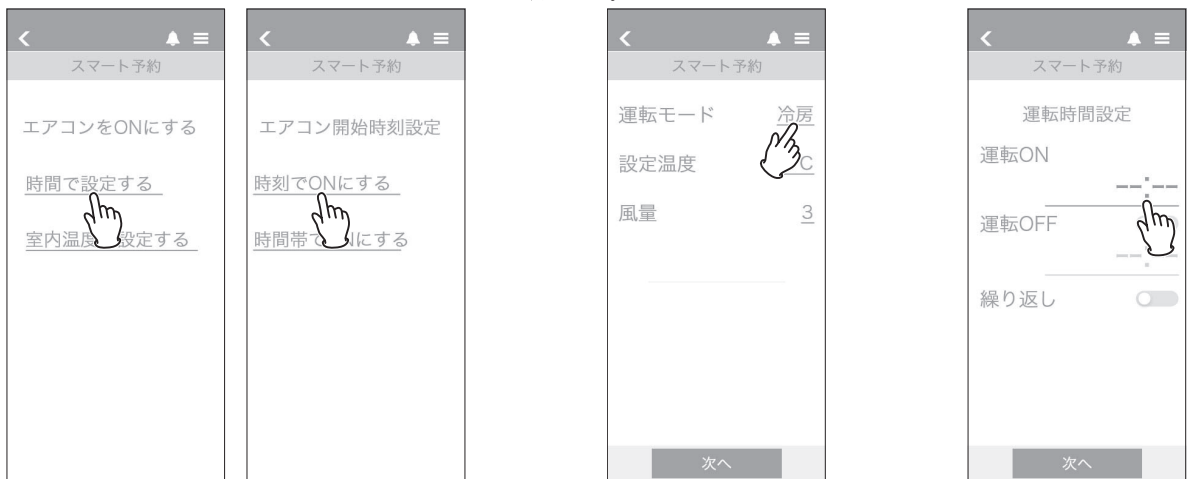 スマート予約
エアコンをONにする
時間で設定する
室内温度 設定する
スマート予約
エアコン開始時刻設定
時刻でONにする
時間帯で Nにする
スマート予約
運転モード 冷房
設定温度 C
風量 3
次へ
スマート予約
運転時間設定
運転ON
--:--
運転OFF
--:--
繰り返し
次へ